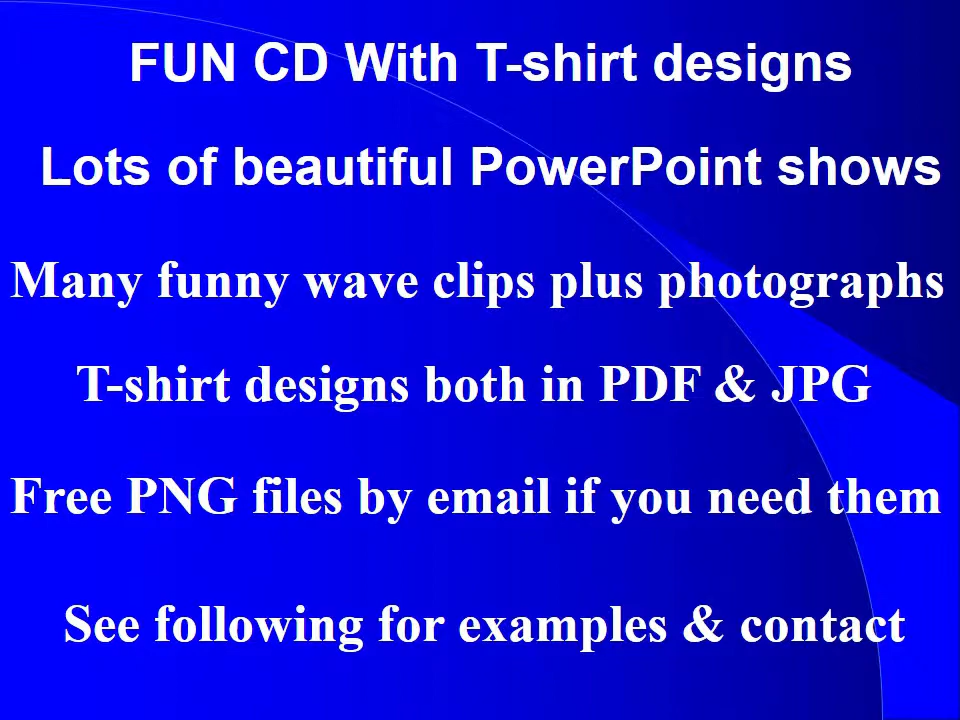 FUN CD With T-shirt designs
Lots of beautiful PowerPoint shows
Many funny wave clips plus photographs
T-shirt designs both in PDF & JPG
Free PNG files by email if you need them
See following for examples & contact